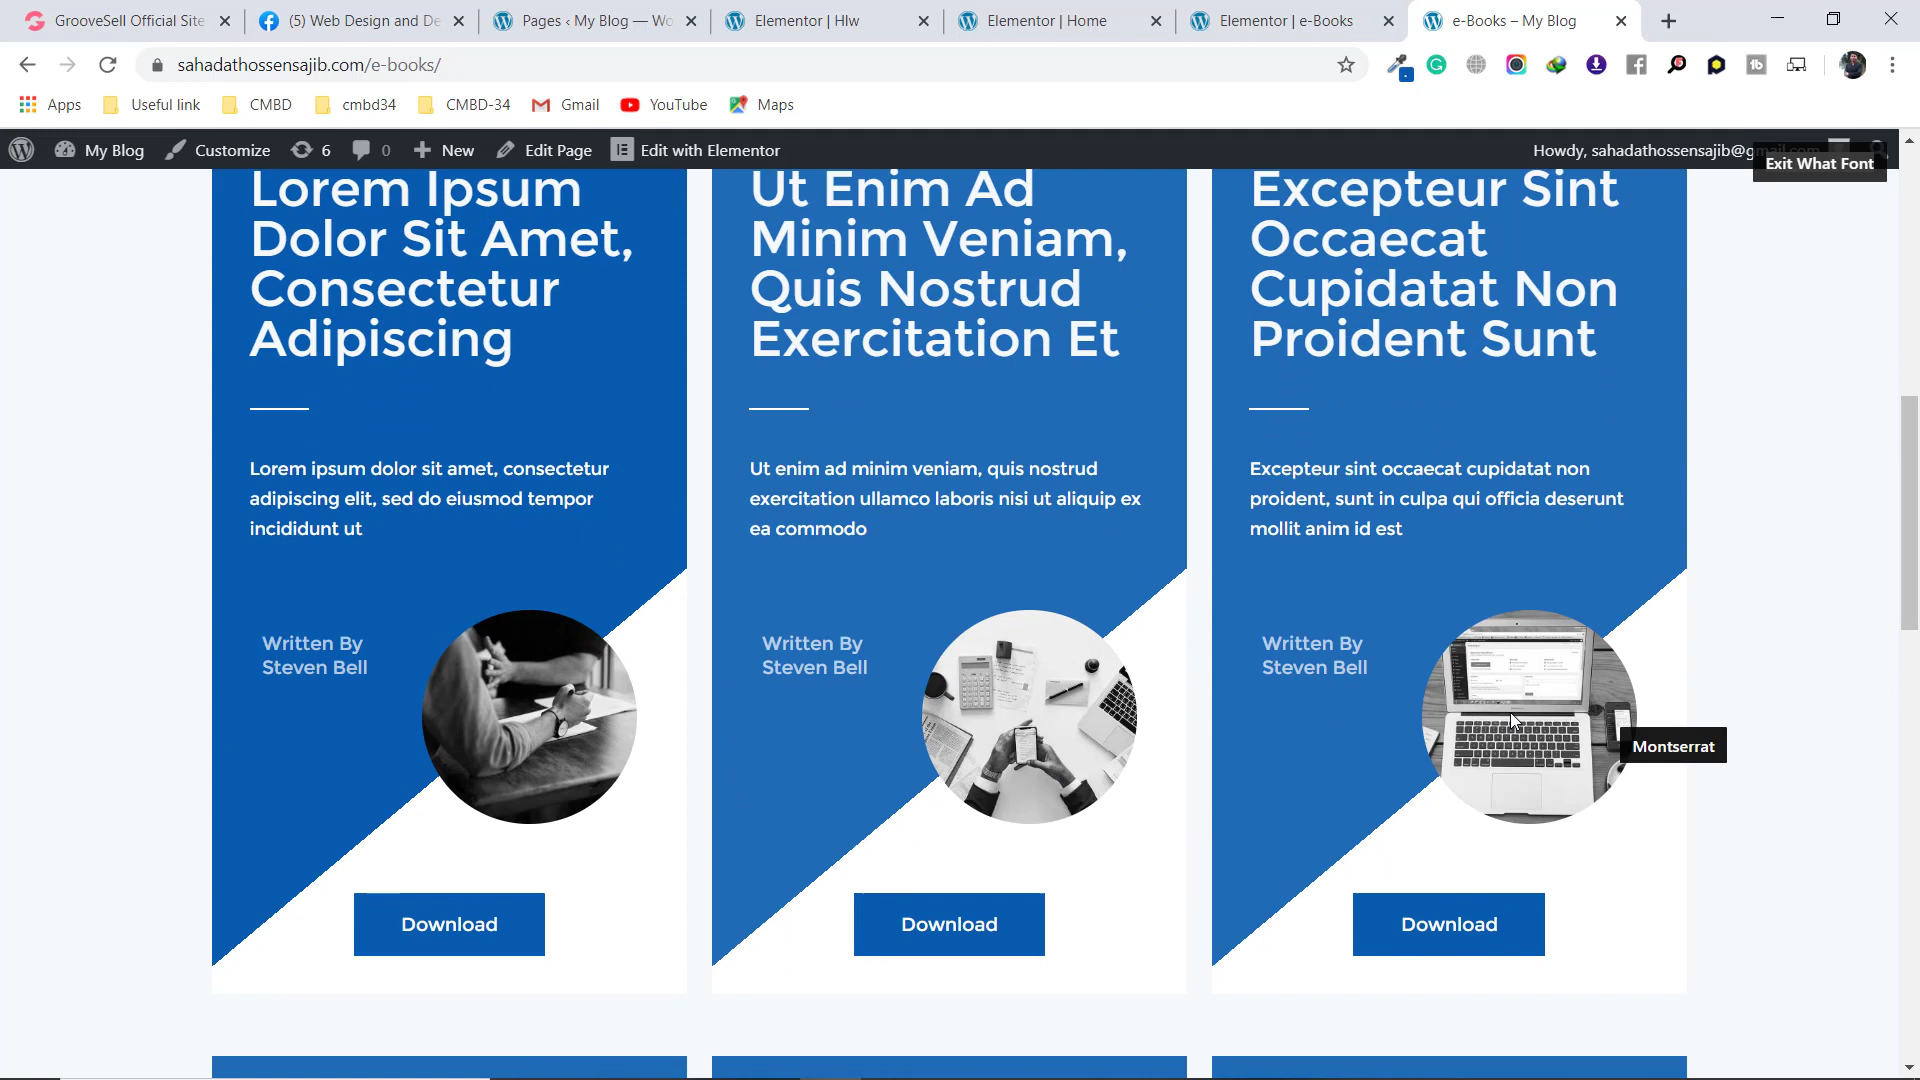 GrooveSell Official Site
(5) Web Design and De
Pages ‹ My Blog — Wo
Elementor | Hlw
Elementor | Home
Elementor | e-Books
e-Books – My Blog
sahadathossensajib.com/e-books/
Apps
Useful link
CMBD
cmbd34
CMBD-34
Gmail
YouTube
Maps
My Blog
Customize
6
0
New
Edit Page
Edit with Elementor
Howdy, sahadathossensajib@gmail.com
Exit What Font
Lorem Ipsum
Dolor Sit Amet,
Consectetur
Adipiscing
Lorem ipsum dolor sit amet, consectetur
adipiscing elit, sed do eiusmod tempor
incididunt ut
Written By
Steven Bell
Download
Ut Enim Ad
Minim Veniam,
Quis Nostrud
Exercitation Et
Ut enim ad minim veniam, quis nostrud
exercitation ullamco laboris nisi ut aliquip ex
ea commodo
Written By
Steven Bell
Download
Excepteur Sint
Occaecat
Cupidatat Non
Proident Sunt
Excepteur sint occaecat cupidatat non
proident, sunt in culpa qui officia deserunt
mollit anim id est
Written By
Steven Bell
Montserrat
Download